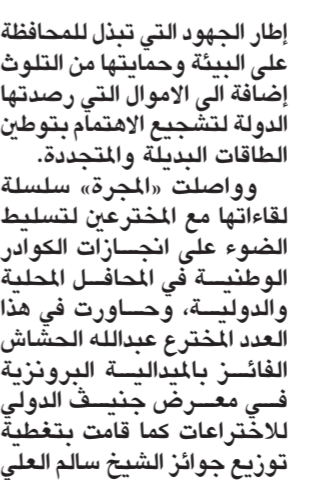 إطار الجهود التي تبذل للمحافظة
على البيئة وحمايتها من التلوث
إضافة الى الاموال التي رصدتها
الدولة لتشجيع الاهتمام بتوطين
الطاقات البديلة والمتجددة.
وواصلت «المجرة» سلسلة
لقاءاتها مع المخترعين لتسليط
الضوء على انجازات الكوادر
الوطنية في المحافل المحلية
والدولية، وحاورت في هذا
العدد المخترع عبدالله الحشاش
الفائز بالميدالية البرونزية
في معرض جنيف الدولي
للاختراعات كما قامت بتغطية
توزيع جوائز الشيخ سالم العلي